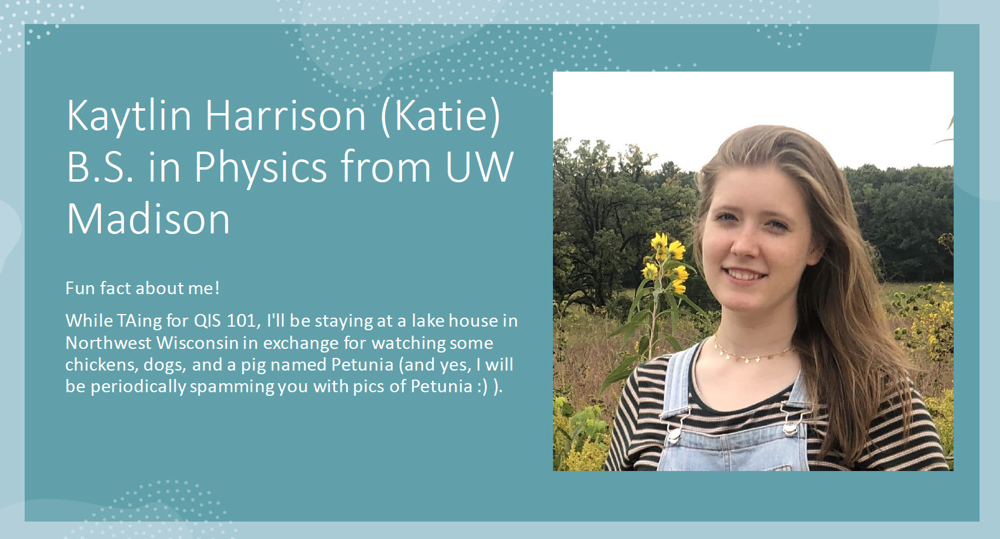 Kaytlin Harrison (Katie)
B.S. in Physics from UW
Madison
Fun fact about me!
While TAing for QIS 101, I'll be staying at a lake house in
Northwest Wisconsin in exchange for watching some
chickens, dogs, and a pig named Petunia (and yes, I will
be periodically spamming you with pics of Petunia :) ).